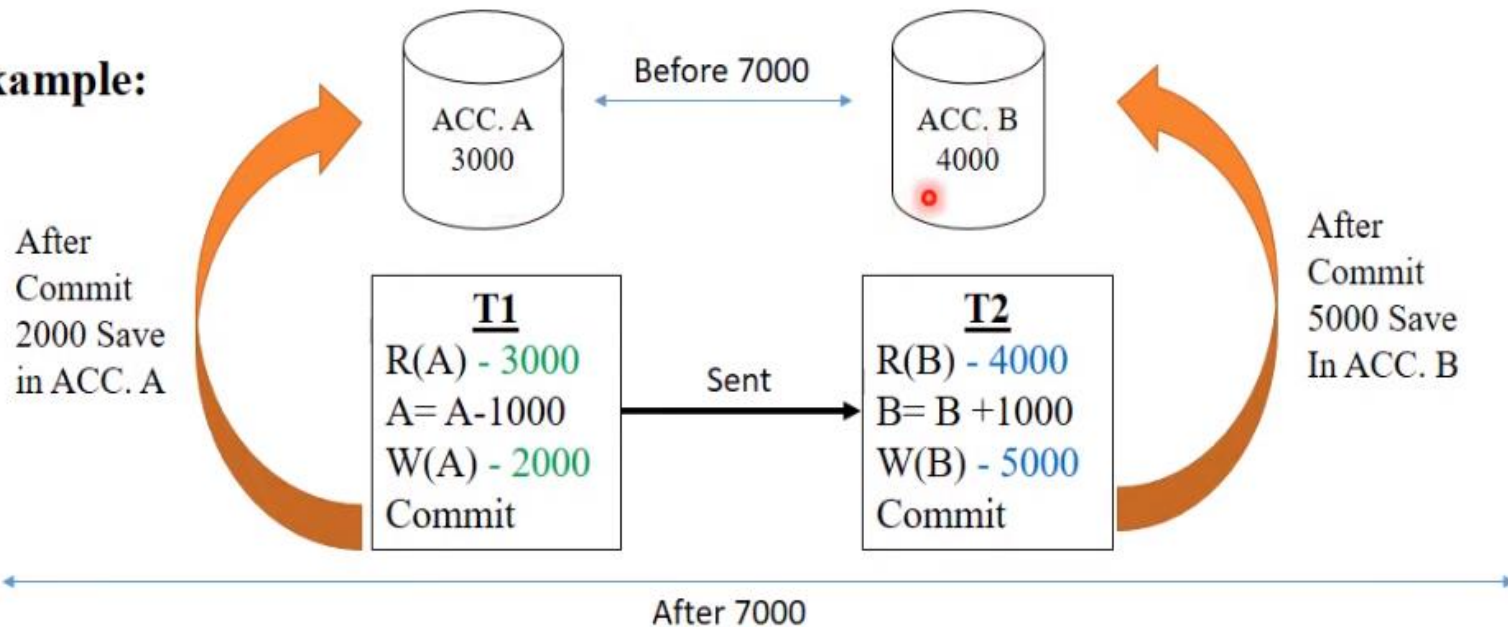 xample:
ACC. A
3000
Before 7000
ACC. B
4000
After
Commit
2000 Save
in ACC. A
T1
R(A) - 3000
A= A-1000
W(A) - 2000
Commit
Sent
T2
R(B) - 4000
B= B +1000
W(B) - 5000
Commit
After
Commit
5000 Save
In ACC. B
After 7000